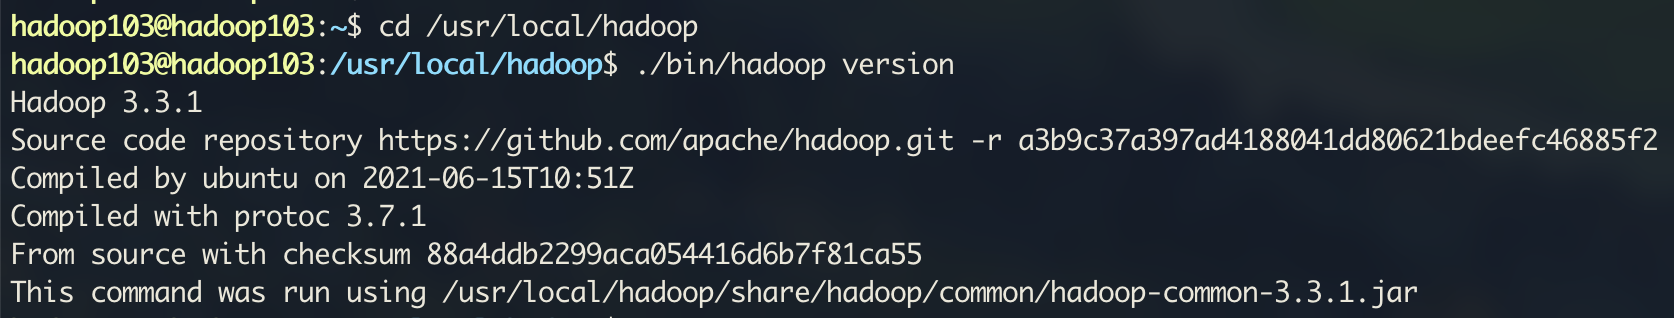 hadoop103@hadoop103:~$ cd /usr/local/hadoop
hadoop103@hadoop103:/usr/local/hadoop$ ./bin/hadoop version
Hadoop 3.3.1
Source code repository https://github.com/apache/hadoop.git -r a3b9c37a397ad4188041dd80621bdeefc46885f2
Compiled by ubuntu on 2021-06-15T10:51Z
Compiled with protoc 3.7.1
From source with checksum 88a4ddb2299aca054416d6b7f81ca55
This command was run using /usr/local/hadoop/share/hadoop/common/hadoop-common-3.3.1.jar